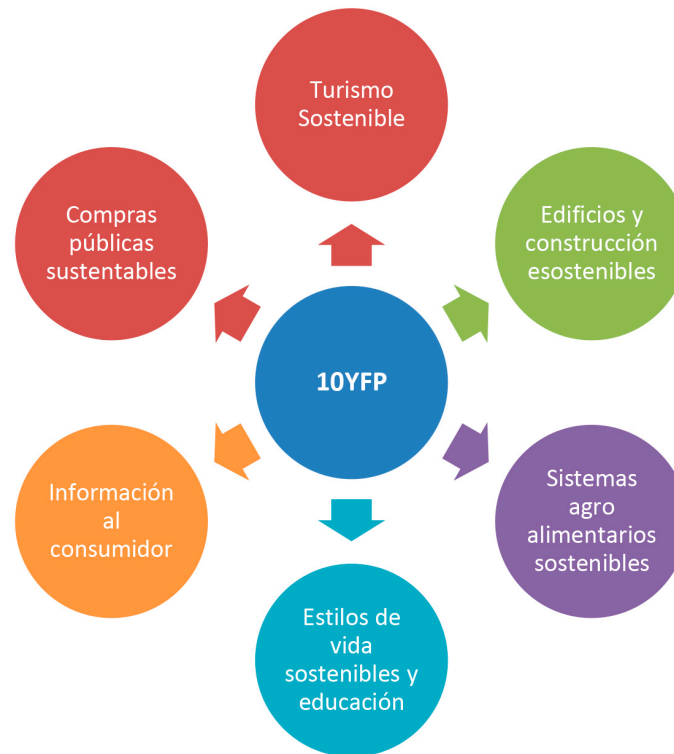 Turismo
Sostenible
Edificios y
construcción
esostenibles
Sistemas
agro
alimentarios
sostenibles
Estilos de
vida
sostenibles y
educación
Información
al
consumidor
Compras
públicas
sustentables
10YFP